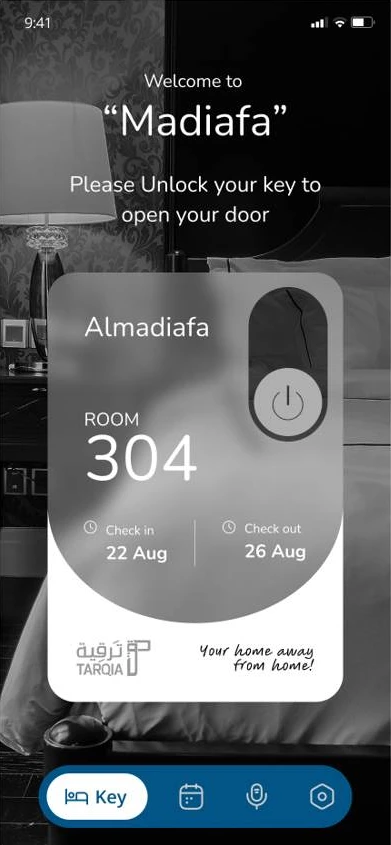 9:41
Welcome to
“Madiafa”
Please Unlock your key to
open your door
Almadiafa
ROOM
304
Check in
22 Aug
Check out
26 Aug
تَرقية
TARQIA
Your home away
from home!
Key